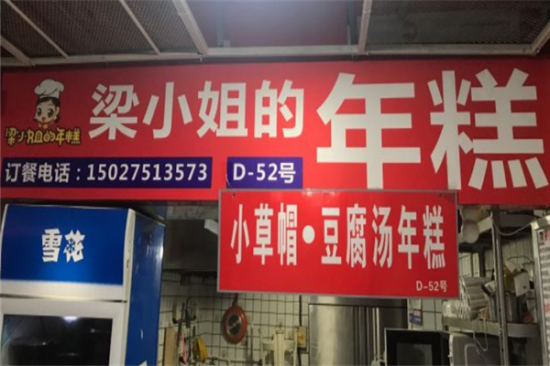 梁小姐的年糕
梁小姐的年糕
订餐电话：15027513573
D-52号
小草帽·豆腐汤年糕
D-52号
雪花